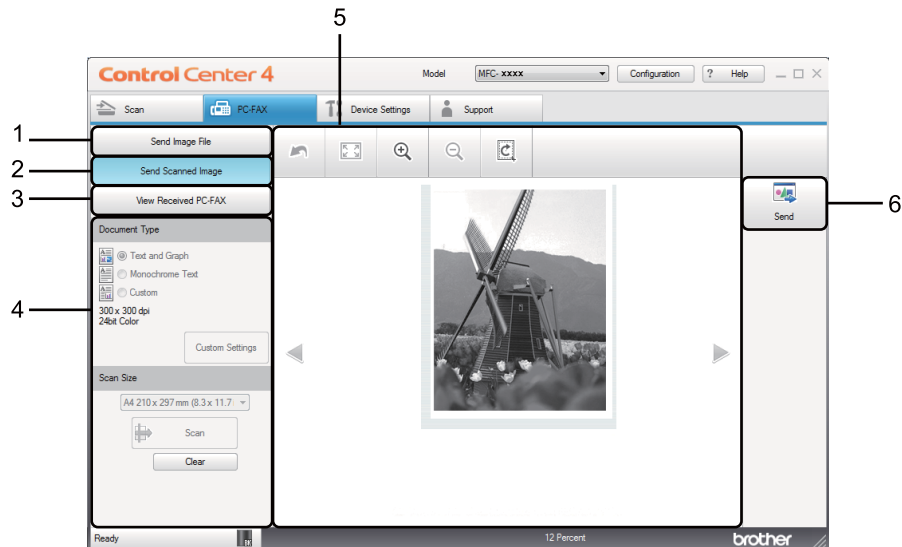 5
Control Center 4
Model
MFC- xxxx
Configuration
? Help
Scan
PC-FAX
Device Settings
Support
1
Send Image File
2
Send Scanned Image
3
View Received PC-FAX
6
Send
4
Document Type
Text and Graph
Monochrome Text
Custom
300 x 300 dpi
24bit Color
Custom Settings
Scan Size
A4 210 x 297 mm (8.3 x 11.7
Scan
Clear
Ready
BK
12 Percent
brother